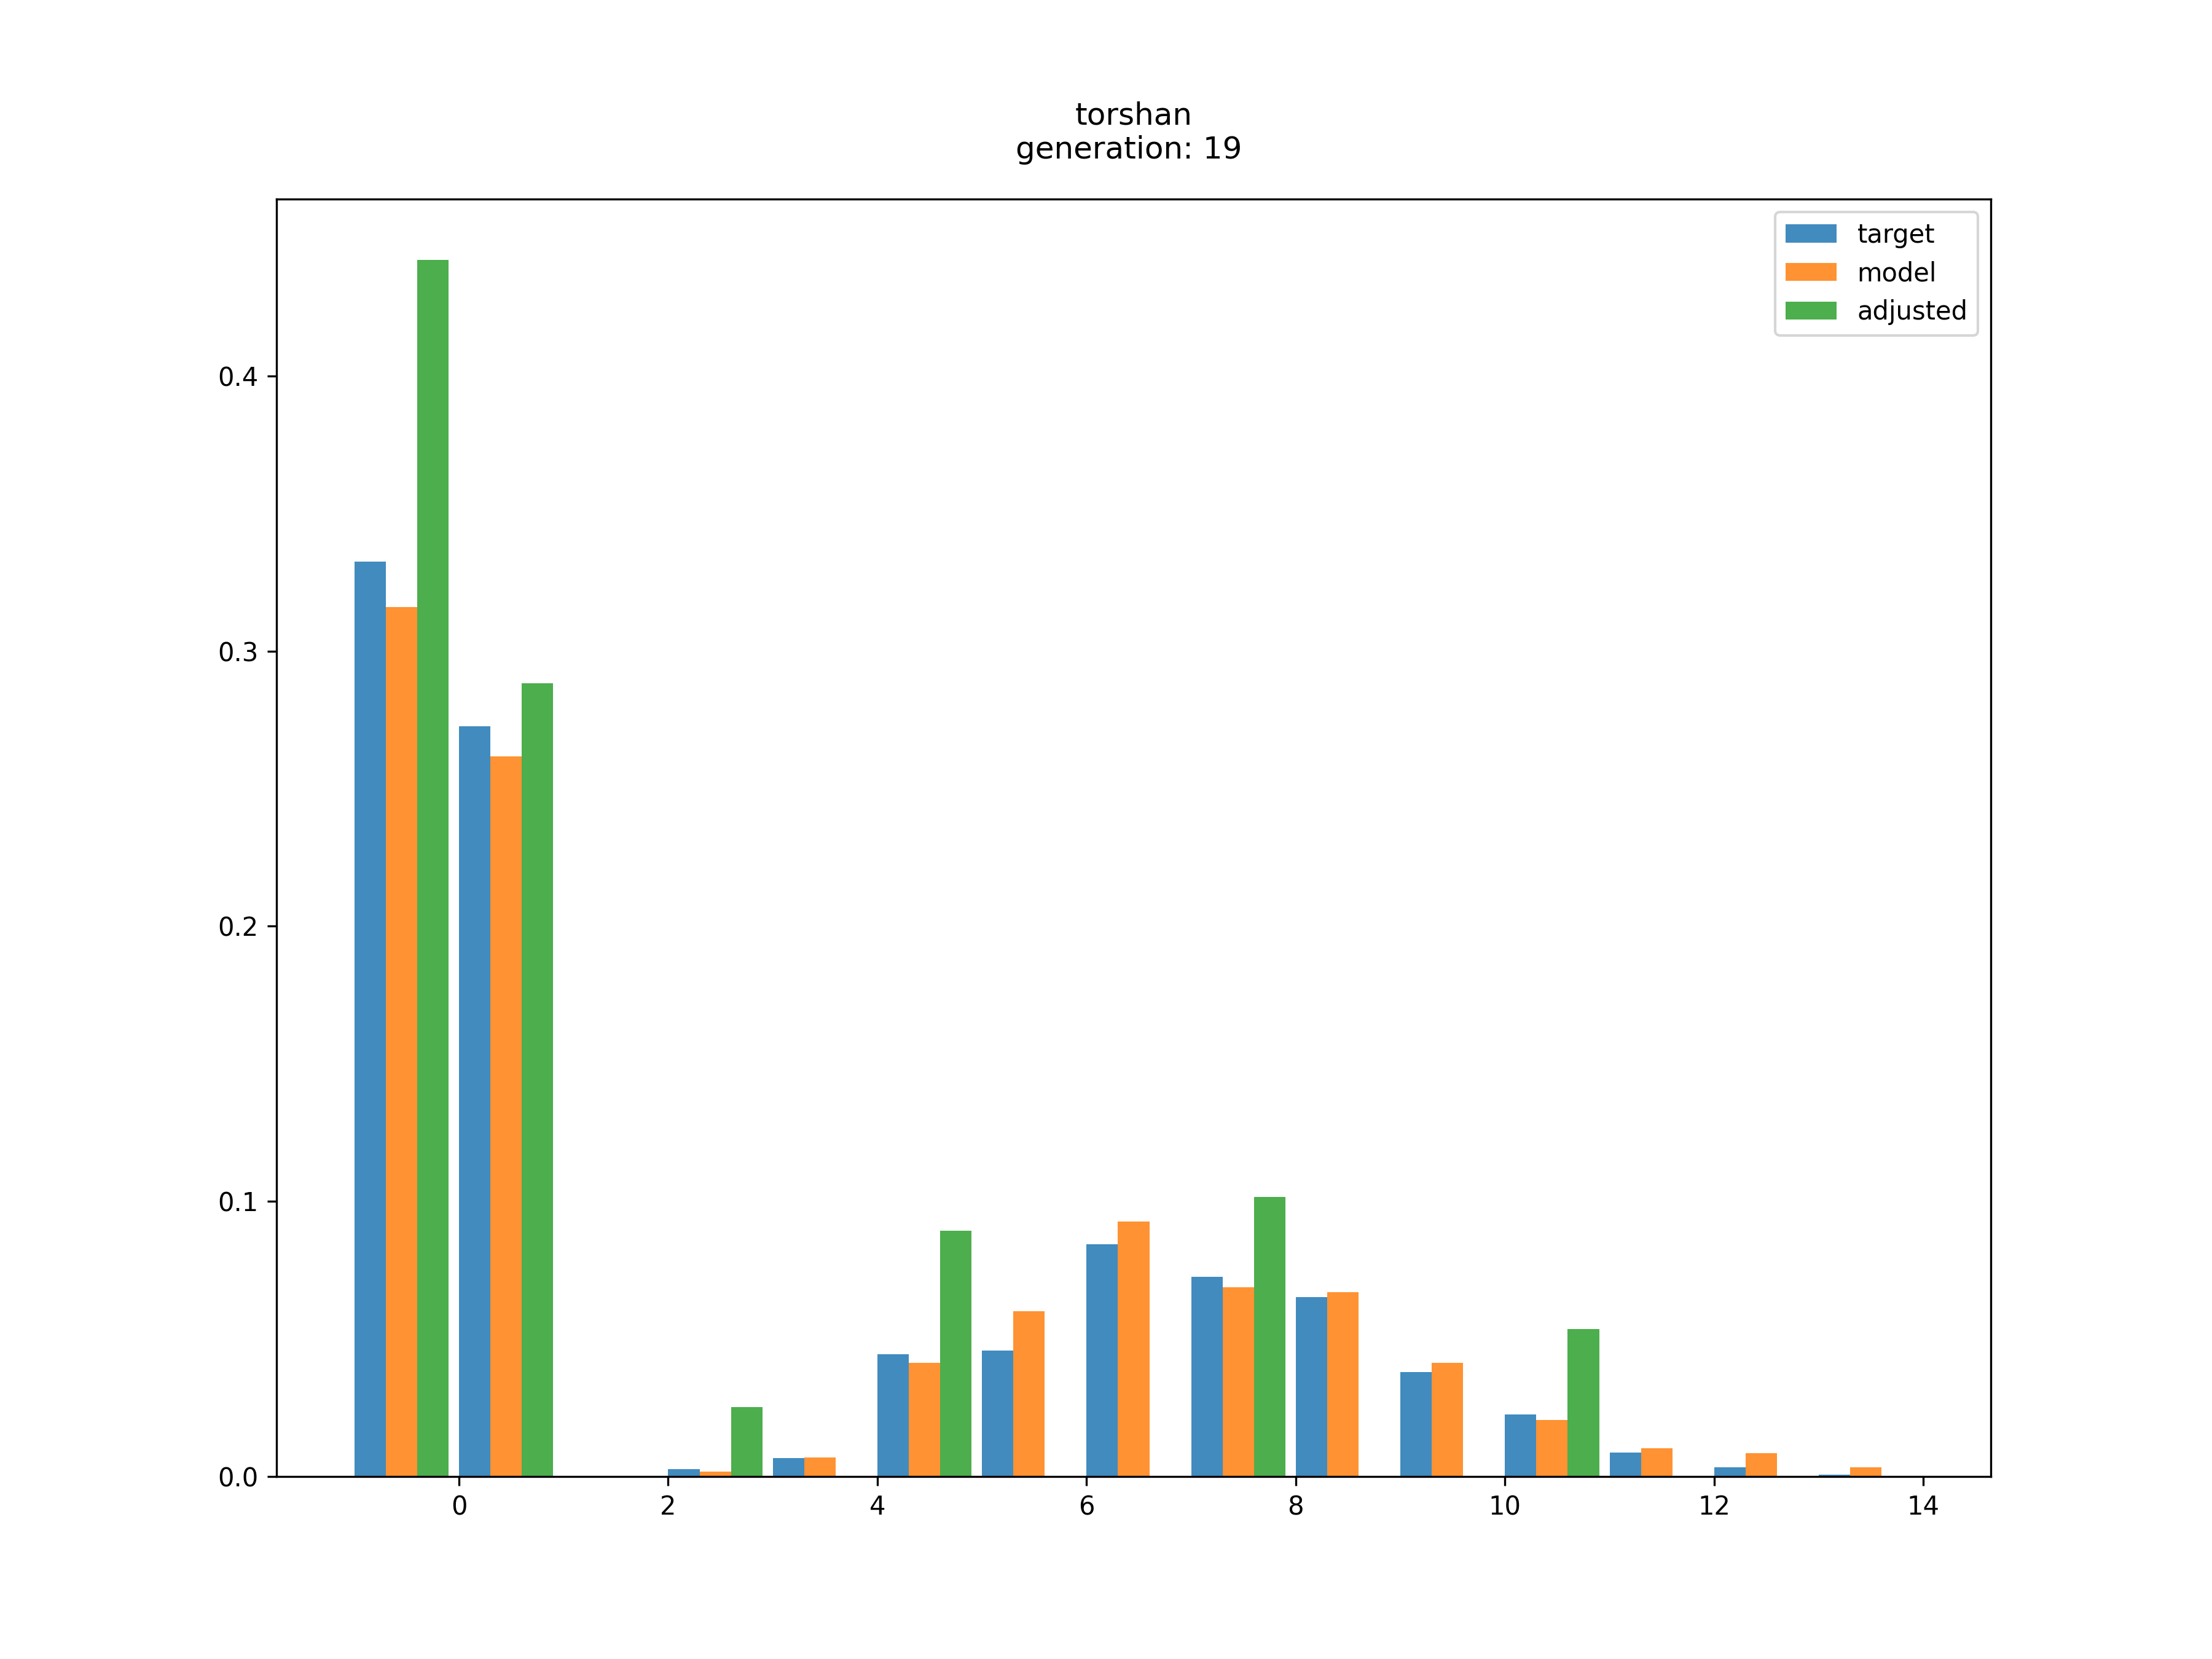 torshan
generation: 19
target
model
adjusted
0.4
0.3
0.2
0.1
0.0
0 2 4 6 8 10 12 14